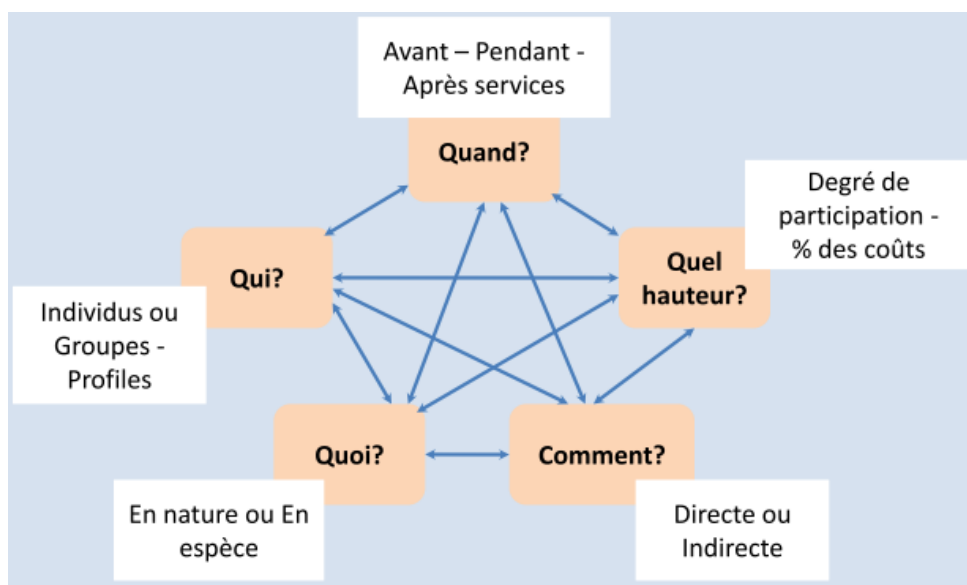 Avant – Pendant -
Après services
Quand?
Degré de
participation -
% des coûts
Quel
hauteur?
Qui?
Individus ou
Groupes -
Profiles
Quoi?
En nature ou En
espèce
Comment?
Directe ou
Indirecte